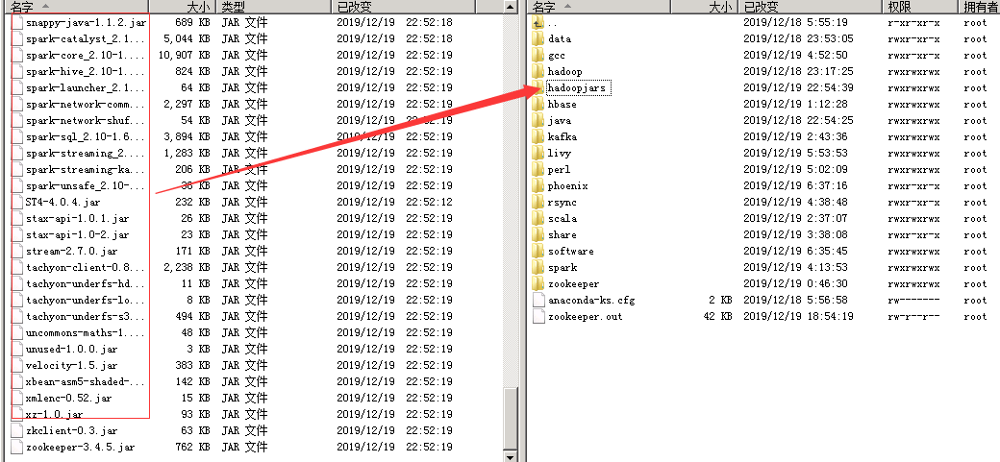 名字 大小 类型 已改变
snappy-java-1.1.2.jar 689 KB JAR 文件 2019/12/19 22:52:18
spark-catalyst_2.1... 5,044 KB JAR 文件 2019/12/19 22:52:18
spark-core_2.10-1.... 10,907 KB JAR 文件 2019/12/19 22:52:19
spark-hive_2.10-1.... 824 KB JAR 文件 2019/12/19 22:52:19
spark-launcher_2.1... 64 KB JAR 文件 2019/12/19 22:52:19
spark-network-comm... 2,297 KB JAR 文件 2019/12/19 22:52:19
spark-network-shuf... 54 KB JAR 文件 2019/12/19 22:52:19
spark-sql_2.10-1.6... 3,894 KB JAR 文件 2019/12/19 22:52:19
spark-streaming_2.... 1,283 KB JAR 文件 2019/12/19 22:52:19
spark-streaming-ka... 206 KB JAR 文件 2019/12/19 22:52:19
spark-unsafe_2.10-... 38 KB JAR 文件 2019/12/19 22:52:19
ST4-4.0.4.jar 232 KB JAR 文件 2019/12/19 22:52:12
stax-api-1.0.1.jar 26 KB JAR 文件 2019/12/19 22:52:19
stax-api-1.0-2.jar 23 KB JAR 文件 2019/12/19 22:52:19
stream-2.7.0.jar 171 KB JAR 文件 2019/12/19 22:52:19
tachyon-client-0.8... 2,238 KB JAR 文件 2019/12/19 22:52:19
tachyon-underfs-hd... 11 KB JAR 文件 2019/12/19 22:52:19
tachyon-underfs-lo... 8 KB JAR 文件 2019/12/19 22:52:19
tachyon-underfs-s3... 494 KB JAR 文件 2019/12/19 22:52:19
uncommons-maths-1.... 48 KB JAR 文件 2019/12/19 22:52:19
unused-1.0.0.jar 3 KB JAR 文件 2019/12/19 22:52:19
velocity-1.5.jar 383 KB JAR 文件 2019/12/19 22:52:19
xbean-asm5-shaded-... 142 KB JAR 文件 2019/12/19 22:52:19
xmlenc-0.52.jar 15 KB JAR 文件 2019/12/19 22:52:19
xz-1.0.jar 93 KB JAR 文件 2019/12/19 22:52:19
zkclient-0.3.jar 63 KB JAR 文件 2019/12/19 22:52:19
zookeeper-3.4.5.jar 762 KB JAR 文件 2019/12/19 22:52:19
名字 大小 已改变 权限 拥有者
.. 2019/12/18 5:55:19 r-xr-xr-x root
data 2019/12/18 23:53:05 rwxr-xr-x root
gcc 2019/12/19 4:52:50 rwxr-xr-x root
hadoop 2019/12/18 23:17:25 rwxrwxrwx root
hadoopjars 2019/12/19 22:54:39 rwxr-xr-x root
hbase 2019/12/19 1:12:28 rwxrwxrwx root
java 2019/12/18 22:54:25 rwxrwxrwx root
kafka 2019/12/19 2:43:36 rwxrwxrwx root
livy 2019/12/19 5:53:53 rwxrwxrwx root
perl 2019/12/19 5:02:09 rwxrwxrwx root
phoenix 2019/12/19 6:37:16 rwxr-xr-x root
rsync 2019/12/19 4:38:48 rwxr-xr-x root
scala 2019/12/19 2:37:07 rwxrwxrwx root
share 2019/12/19 3:38:08 rwxr-xr-x root
software 2019/12/19 6:35:45 rwxrwxrwx root
spark 2019/12/19 4:13:53 rwxrwxrwx root
zookeeper 2019/12/19 0:46:30 rwxrwxrwx root
anaconda-ks.cfg 2 KB 2019/12/18 5:56:58 rw------- root
zookeeper.out 42 KB 2019/12/19 18:54:19 rw-r--r-- root